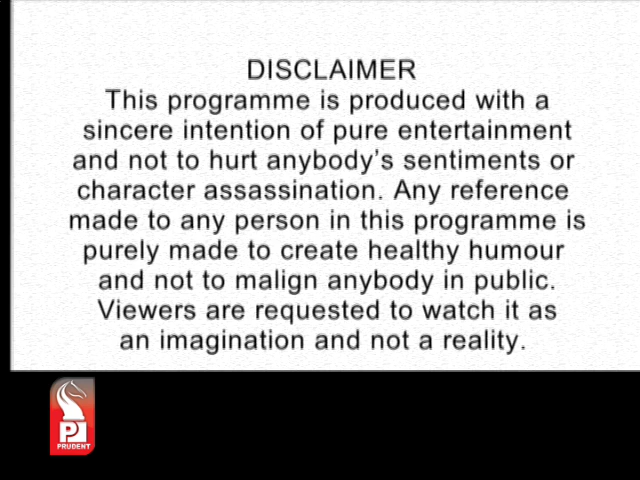 DISCLAIMER
This programme is produced with a
sincere intention of pure entertainment
and not to hurt anybody's sentiments or
character assassination. Any reference
made to any person in this programme is
purely made to create healthy humour
and not to malign anybody in public.
Viewers are requested to watch it as
an imagination and not a reality.
P
PRUDENT